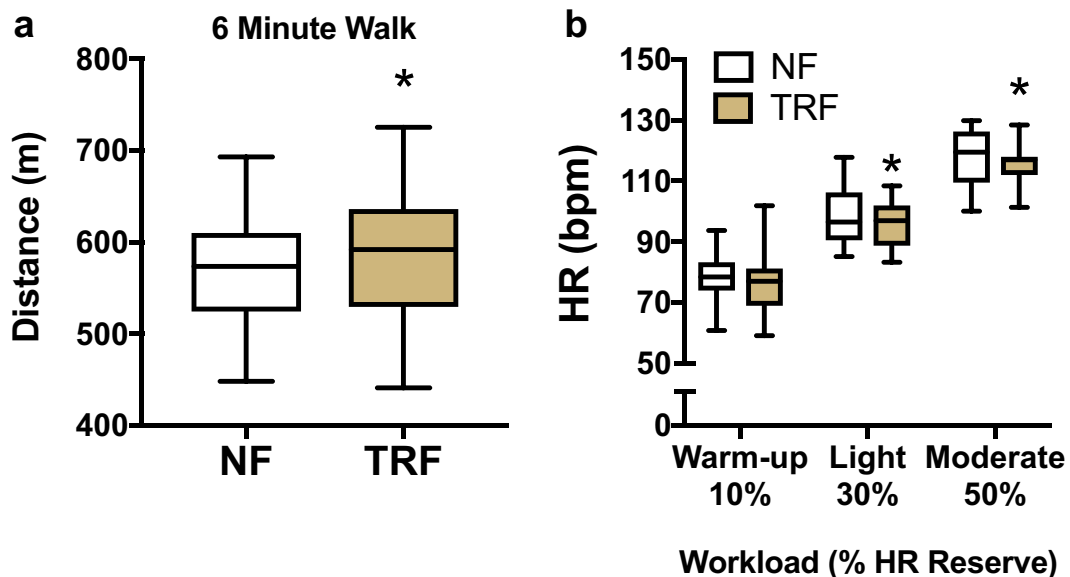 a
6 Minute Walk
Distance (m)
800
700
600
500
400
*
NF
TRF
b
HR (bpm)
150
130
110
90
70
50
0
NF
TRF
*
*
Warm-up
10%
Light
30%
Moderate
50%
Workload (% HR Reserve)